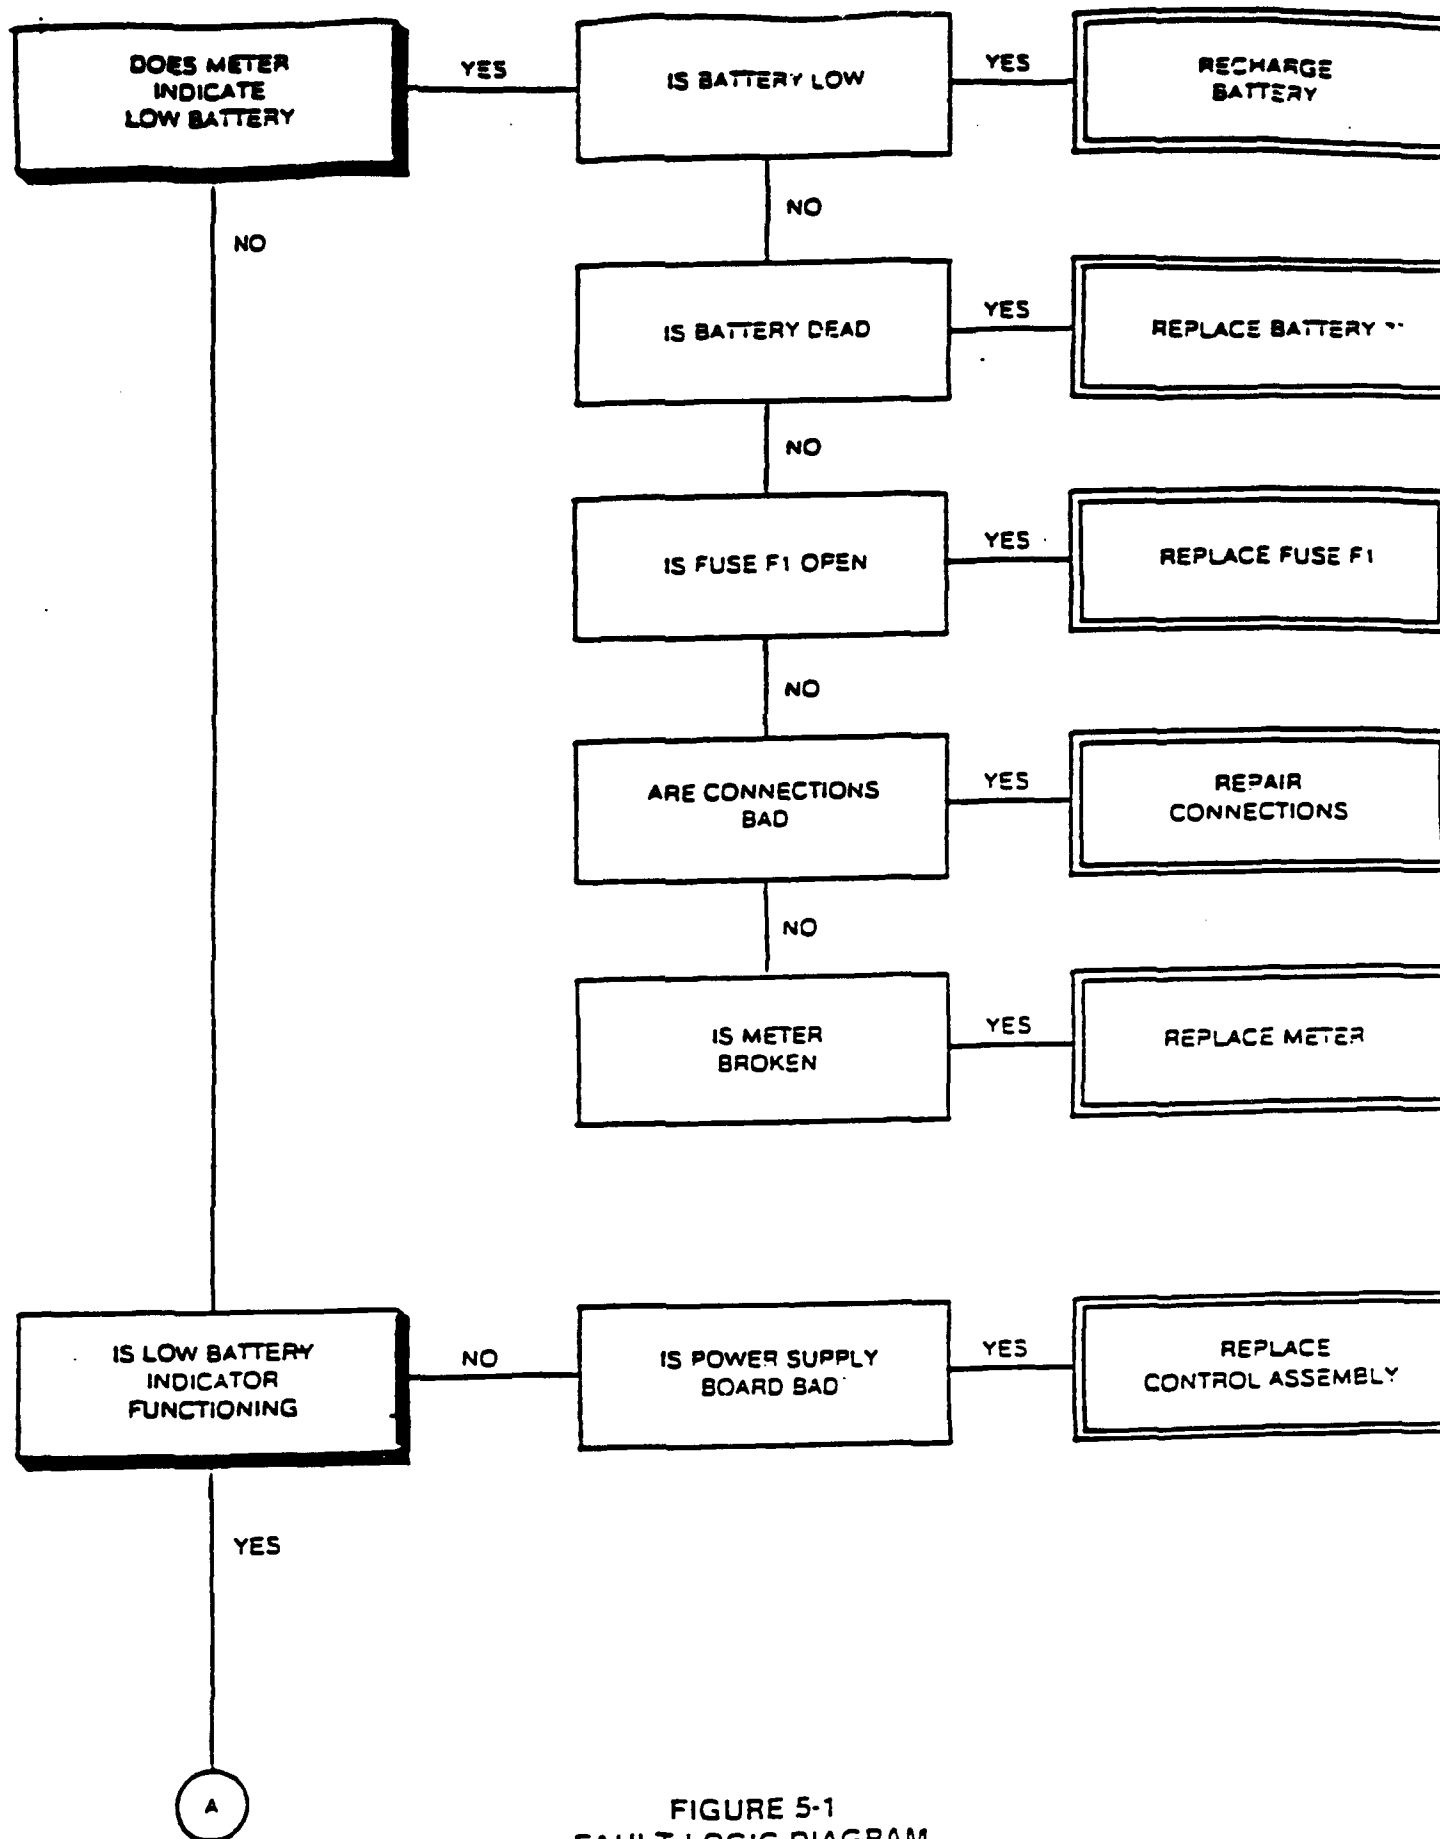 DOES METER
INDICATE
LOW BATTERY
YES
IS BATTERY LOW
YES
RECHARGE
BATTERY
NO
NO
IS BATTERY DEAD
YES
REPLACE BATTERY
NO
IS FUSE F1 OPEN
YES
REPLACE FUSE F1
NO
ARE CONNECTIONS
BAD
YES
REPAIR
CONNECTIONS
NO
IS METER
BROKEN
YES
REPLACE METER
IS LOW BATTERY
INDICATOR
FUNCTIONING
NO
IS POWER SUPPLY
BOARD BAD
YES
REPLACE
CONTROL ASSEMBLY
YES
A
FIGURE 5-1
FAULT LOGIC DIAGRAM